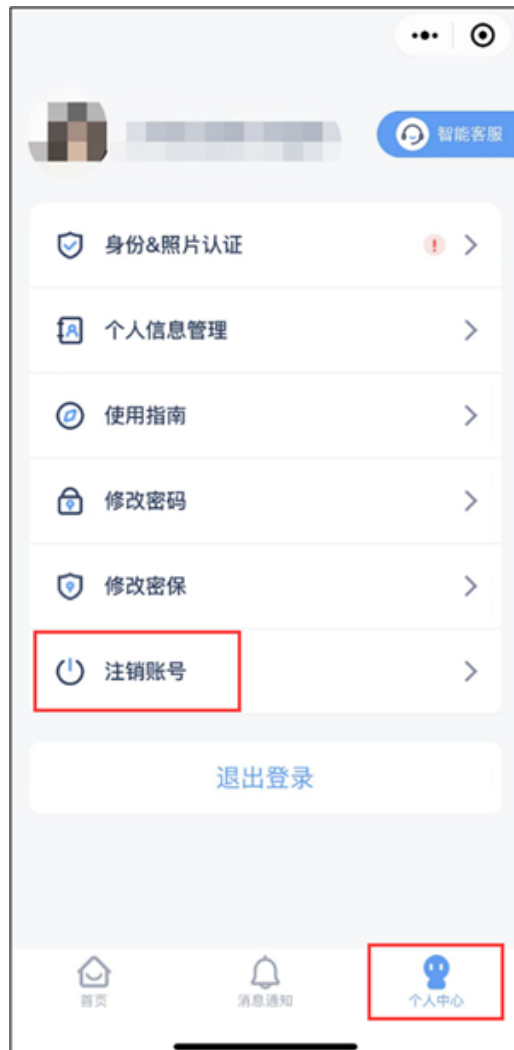 智能客服
身份&照片认证
个人信息管理
使用指南
修改密码
修改密保
注销账号
退出登录
首页
消息通知
个人中心